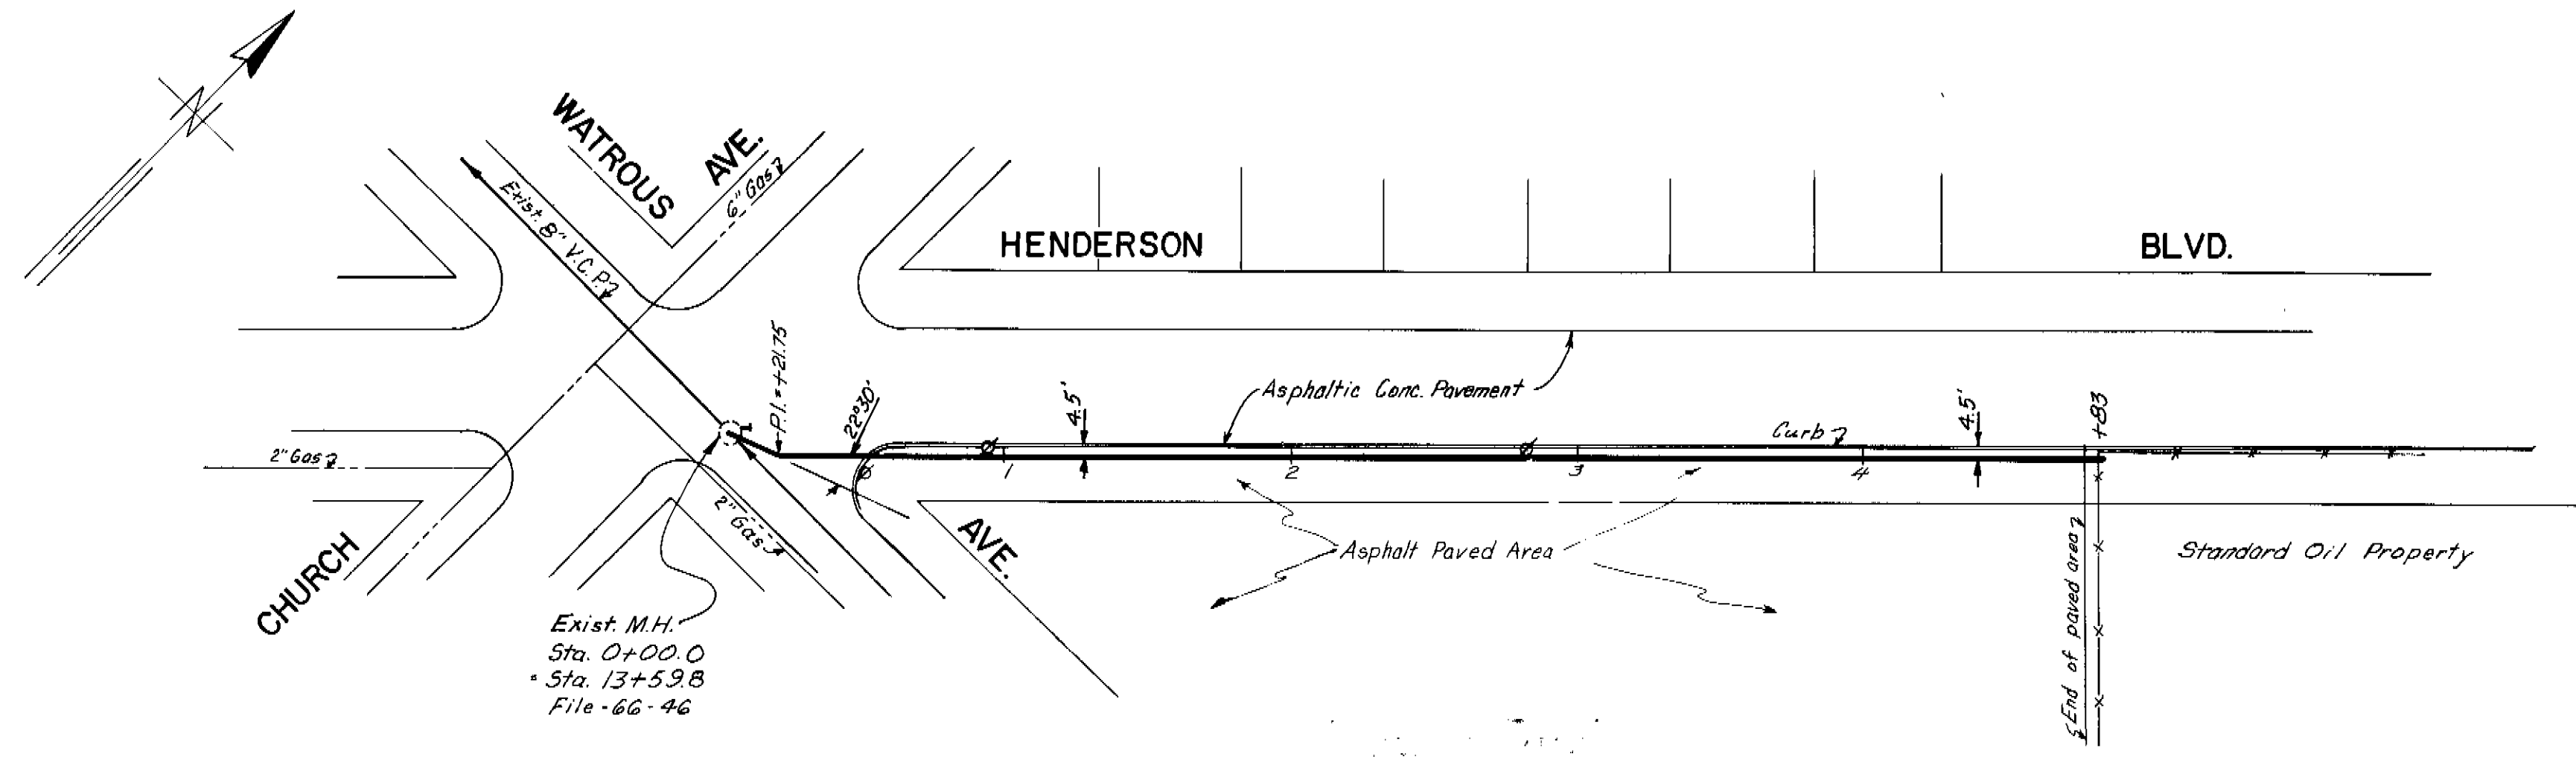 N
WATROUS
AVE.
6" Gas
Exist. 8" V.C.P.
HENDERSON
BLVD.
P.I. = +21.75
22°30'
4.5'
Asphaltic Conc. Pavement
4.5'
+83
Curb
2" Gas
1
1
2
3
4
2" Gas
CHURCH
AVE.
Asphalt Paved Area
End of paved area
Standard Oil Property
Exist. M.H.
Sta. 0+00.0
= Sta. 13+59.8
File - 66 - 46